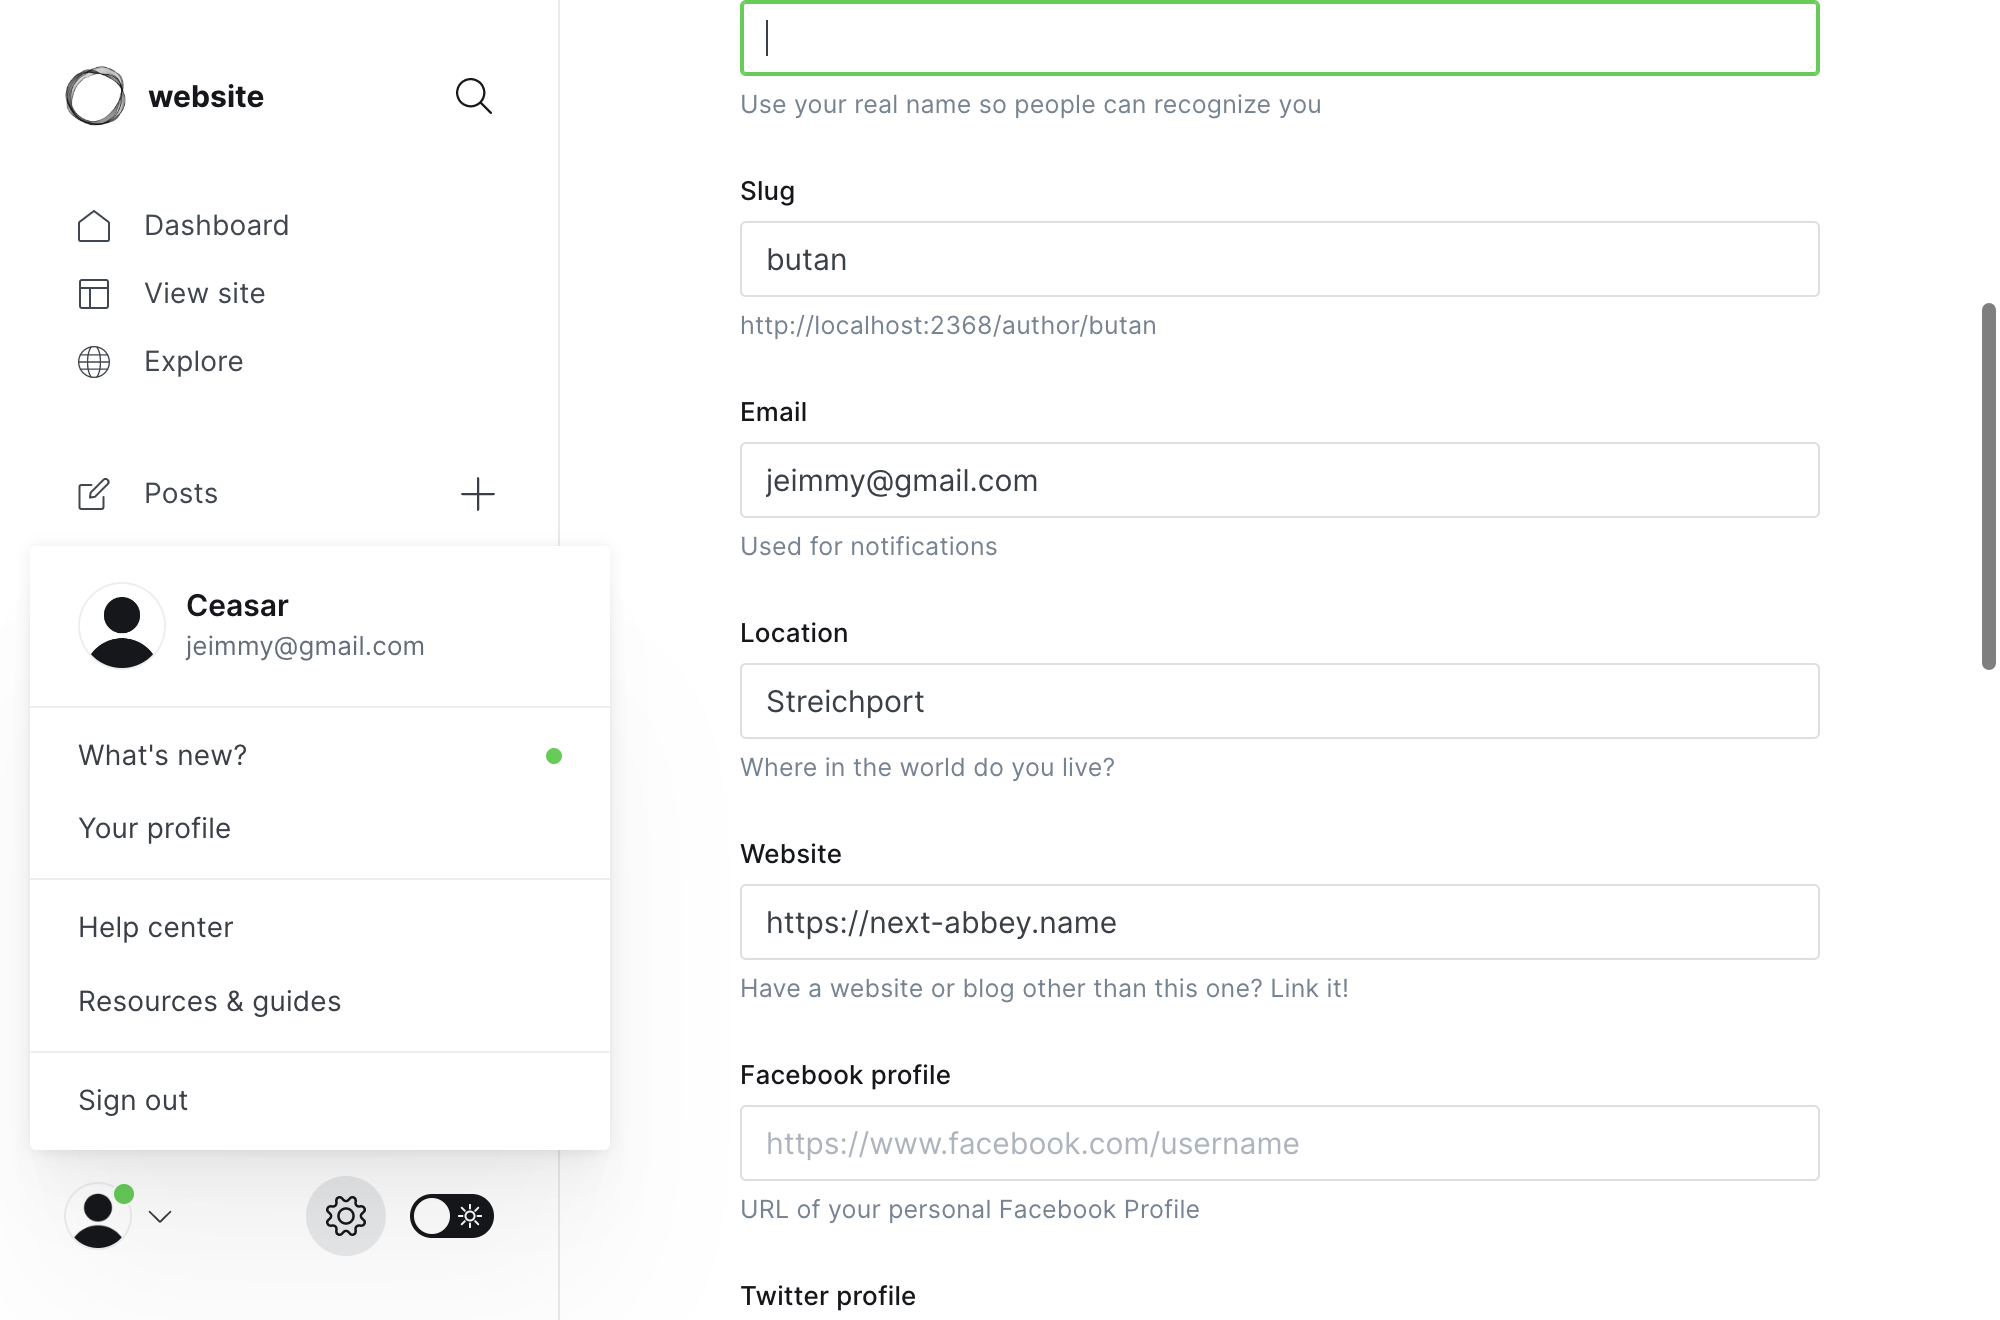 website
Dashboard
View site
Explore
Posts
Ceasar
jeimmy@gmail.com
What's new?
Your profile
Help center
Resources & guides
Sign out
Use your real name so people can recognize you
Slug
butan
http://localhost:2368/author/butan
Email
jeimmy@gmail.com
Used for notifications
Location
Streichport
Where in the world do you live?
Website
https://next-abbey.name
Have a website or blog other than this one? Link it!
Facebook profile
https://www.facebook.com/username
URL of your personal Facebook Profile
Twitter profile